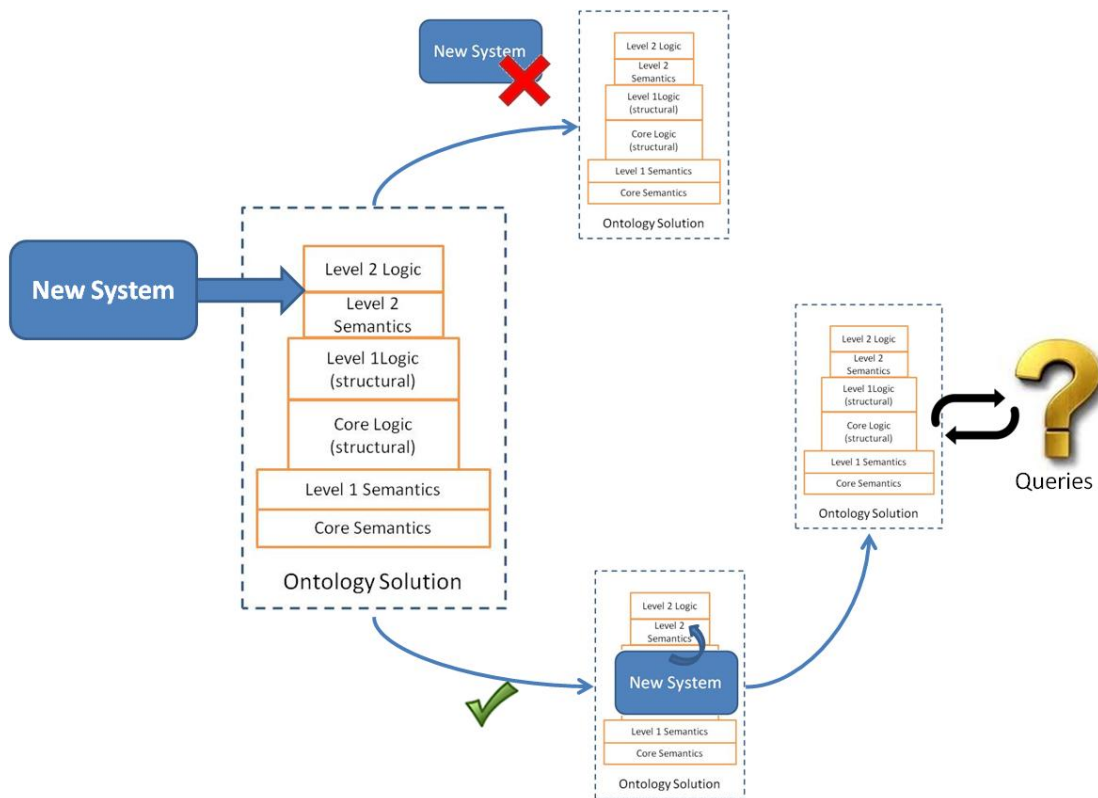 New System
Level 2 Logic
Level 2
Semantics
Level 1Logic
(structural)
Core Logic
(structural)
Level 1 Semantics
Core Semantics
Ontology Solution
New System
Level 2 Logic
Level 2
Semantics
Level 1Logic
(structural)
Core Logic
(structural)
Level 1 Semantics
Core Semantics
Ontology Solution
Level 2 Logic
Level 2
Semantics
Level 1Logic
(structural)
Core Logic
(structural)
Level 1 Semantics
Core Semantics
Ontology Solution
Queries
Level 2 Logic
Level 2
Semantics
New System
Level 1 Semantics
Core Semantics
Ontology Solution